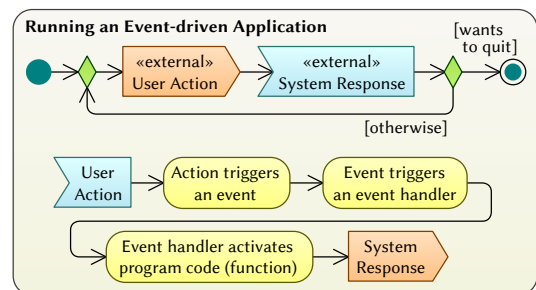 Running an Event-driven Application
[wants
to quit]
«external»
User Action
«external»
System Response
[otherwise]
User
Action
Action triggers
an event
Event triggers
an event handler
Event handler activates
program code (function)
System
Response